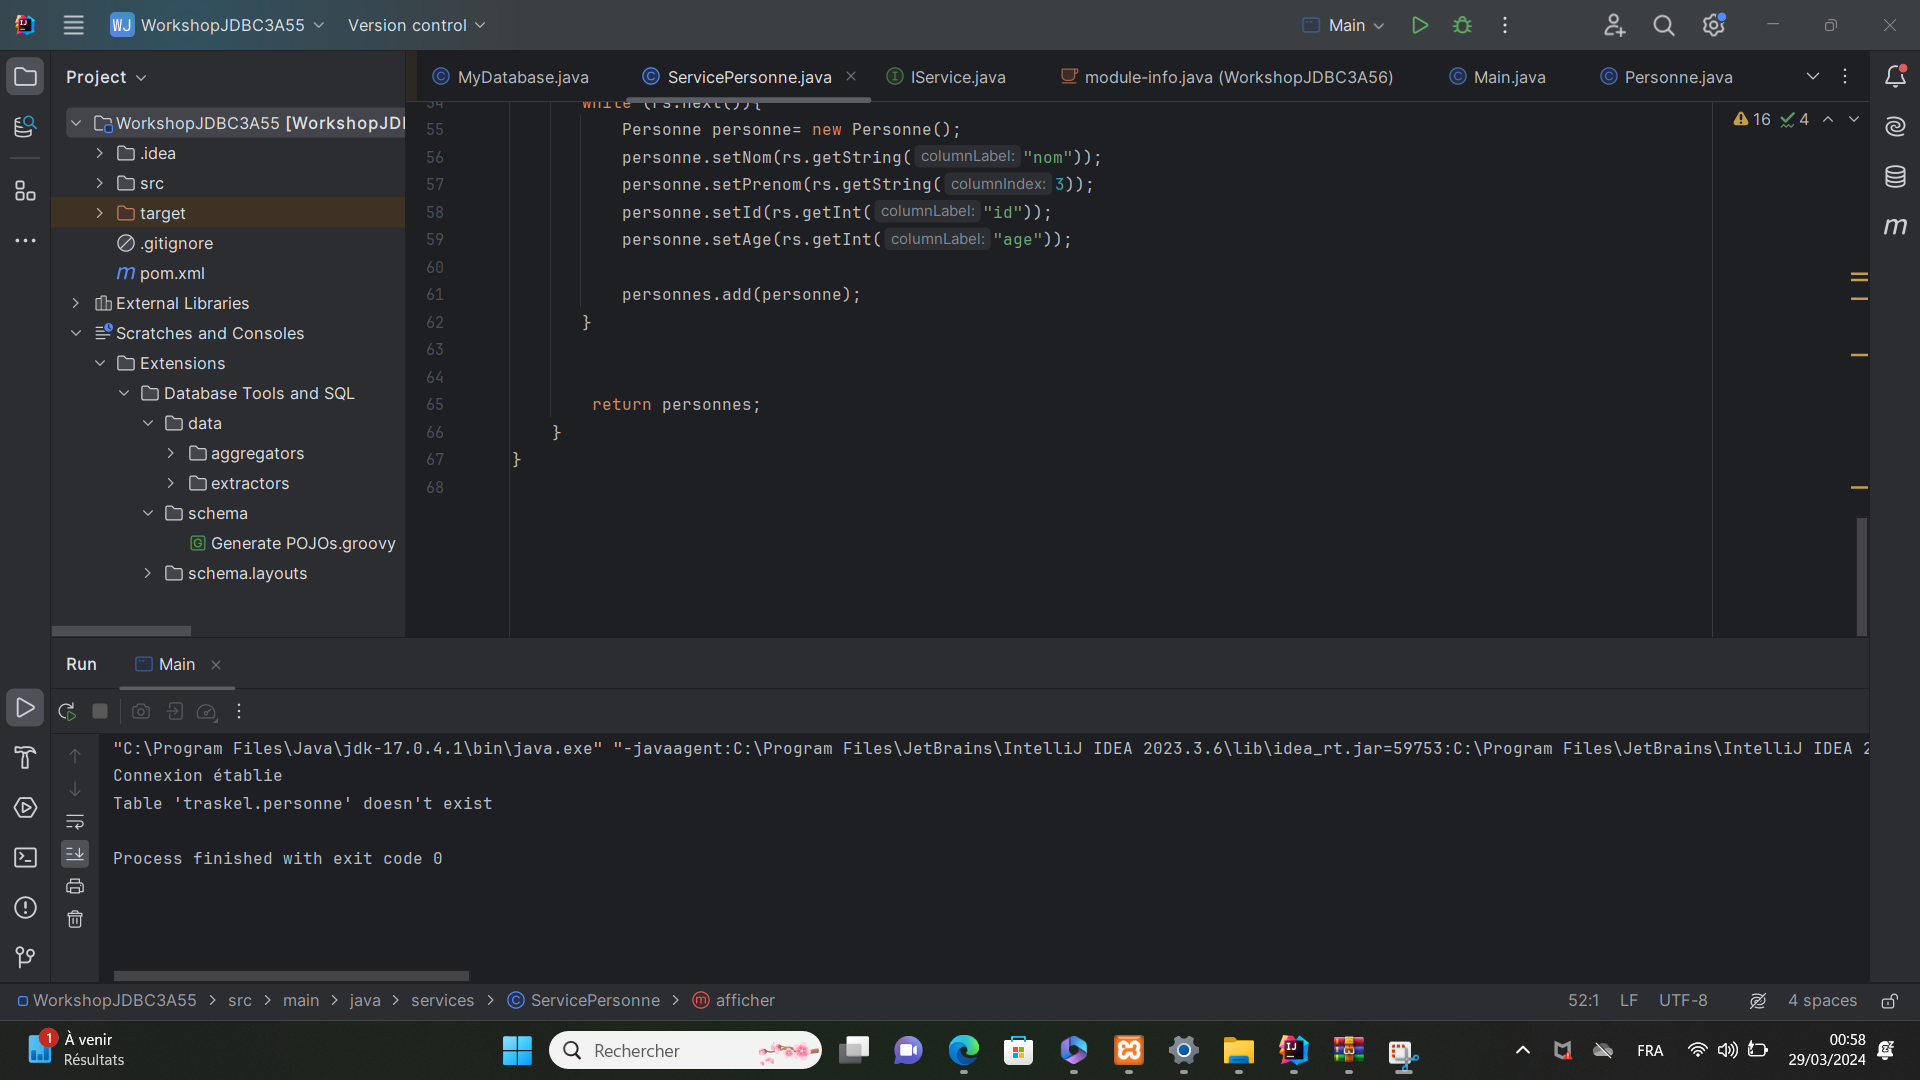 WJ WorkshopJDBC3A55 Version control Main
Project
WorkshopJDBC3A55 [WorkshopJDI
.idea
src
target
.gitignore
pom.xml
External Libraries
Scratches and Consoles
Extensions
Database Tools and SQL
data
aggregators
extractors
schema
Generate POJOs.groovy
schema.layouts
MyDatabase.java ServicePersonne.java IService.java module-info.java (WorkshopJDBC3A56) Main.java Personne.java
16 4
54 while (rs.next()){
55 Personne personne= new Personne();
56 personne.setNom(rs.getString( columnLabel: "nom"));
57 personne.setPrenom(rs.getString( columnIndex: 3));
58 personne.setId(rs.getInt( columnLabel: "id"));
59 personne.setAge(rs.getInt( columnLabel: "age"));
60
61 personnes.add(personne);
62 }
63
64
65 return personnes;
66 }
67 }
68
Run Main
"C:\Program Files\Java\jdk-17.0.4.1\bin\java.exe" "-javaagent:C:\Program Files\JetBrains\IntelliJ IDEA 2023.3.6\lib\idea_rt.jar=59753:C:\Program Files\JetBrains\IntelliJ IDEA 2
Connexion établie
Table 'traskel.personne' doesn't exist
Process finished with exit code 0
WorkshopJDBC3A55 > src > main > java > services > ServicePersonne > afficher
52:1 LF UTF-8 4 spaces
1 À venir
Résultats
Rechercher
FRA
00:58
29/03/2024